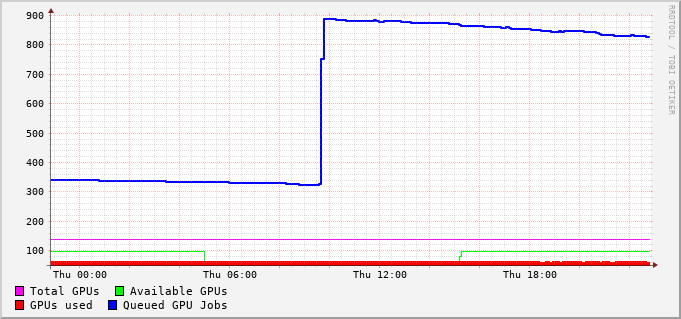 900
800
700
600
500
400
300
200
100
Thu 00:00 Thu 06:00 Thu 12:00 Thu 18:00
Total GPUs Available GPUs
GPUs used Queued GPU Jobs
RRDTOOL / TOBI OETIKER